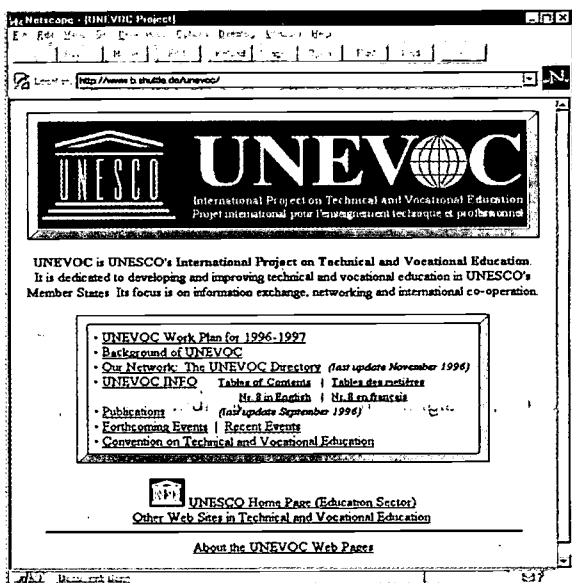 Netscape - [UNEVOC Project]
http://www.b.shuttle.de/unevoc/
N
UNESCO
UNEVOC
International Project on Technical and Vocational Education
Projet international pour l'enseignement technique et professionnel
UNEVOC is UNESCO's International Project on Technical and Vocational Education.
It is dedicated to developing and improving technical and vocational education in UNESCO's
Member States. Its focus is on information exchange, networking and international co-operation.
• UNEVOC Work Plan for 1996-1997
• Background of UNEVOC
• Our Network: The UNEVOC Directory (last update November 1996)
• UNEVOC INFO Tables of Contents | Tables des metières
Nr. 8 in English | Nr. 8 en français
• Publications (last update September 1996)
• Forthcoming Events | Recent Events
• Convention on Technical and Vocational Education
UNESCO Home Page (Education Sector)
Other Web Sites in Technical and Vocational Education
About the UNEVOC Web Pages